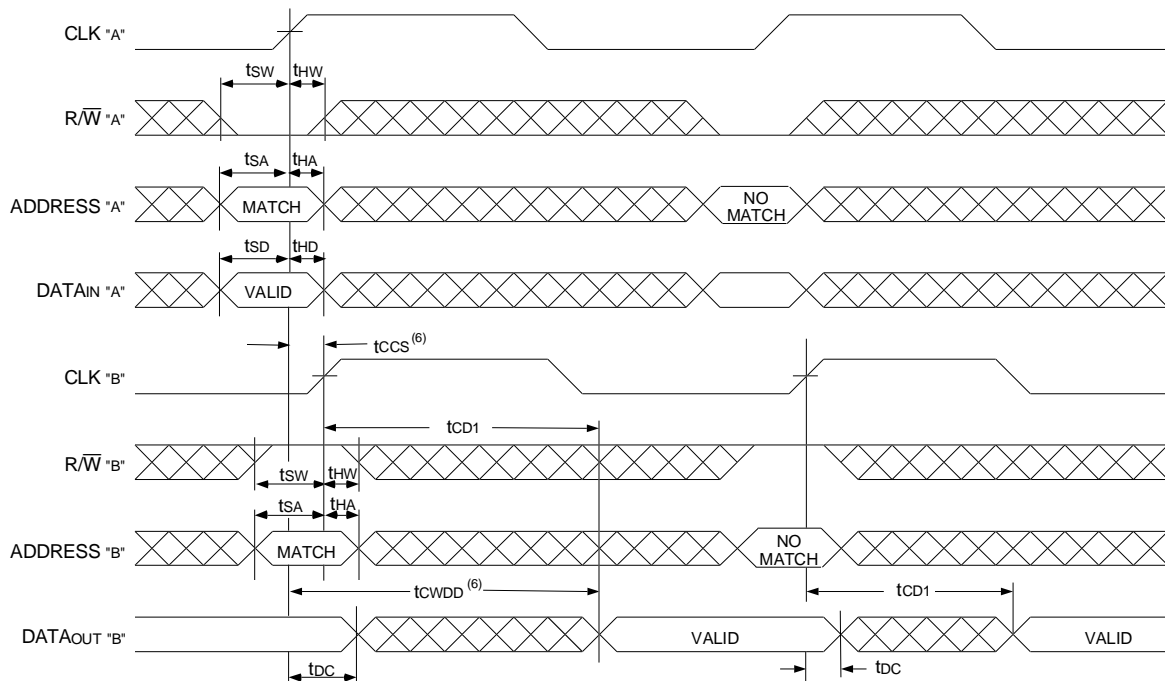 CLK "A"
tSW tHW
R/W̅ "A"
tSA tHA
ADDRESS "A" MATCH NO MATCH
tSD tHD
DATAIN "A" VALID
tCCS (6)
CLK "B"
tCD1
R/W̅ "B"
tSW tHW
tSA tHA
ADDRESS "B" MATCH NO MATCH
tCWDD (6) tCD1
DATAOUT "B" VALID VALID
tDC tDC